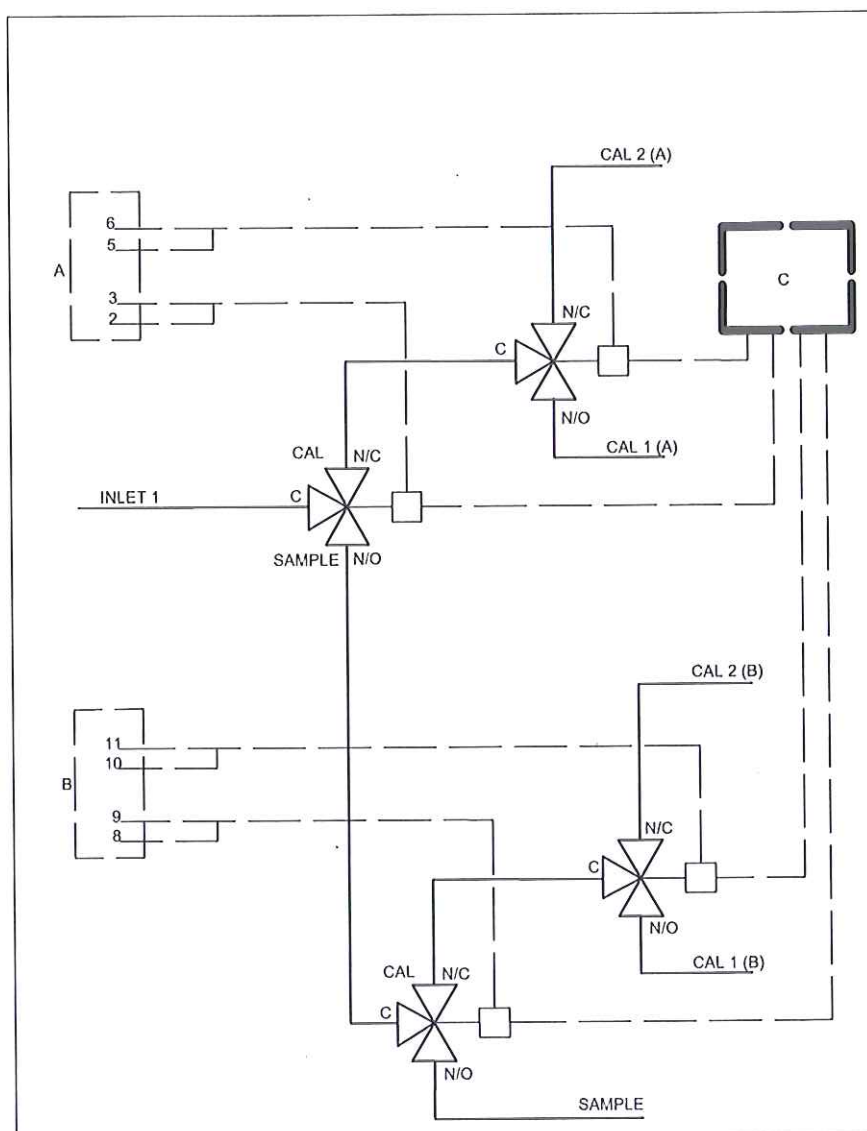 CAL 2 (A)
6
5
A
3
2
C
N/C
C
N/O
CAL 1 (A)
CAL
N/C
INLET 1
C
SAMPLE
N/O
CAL 2 (B)
11
10
B
9
8
N/C
C
N/O
CAL 1 (B)
CAL
N/C
C
N/O
SAMPLE